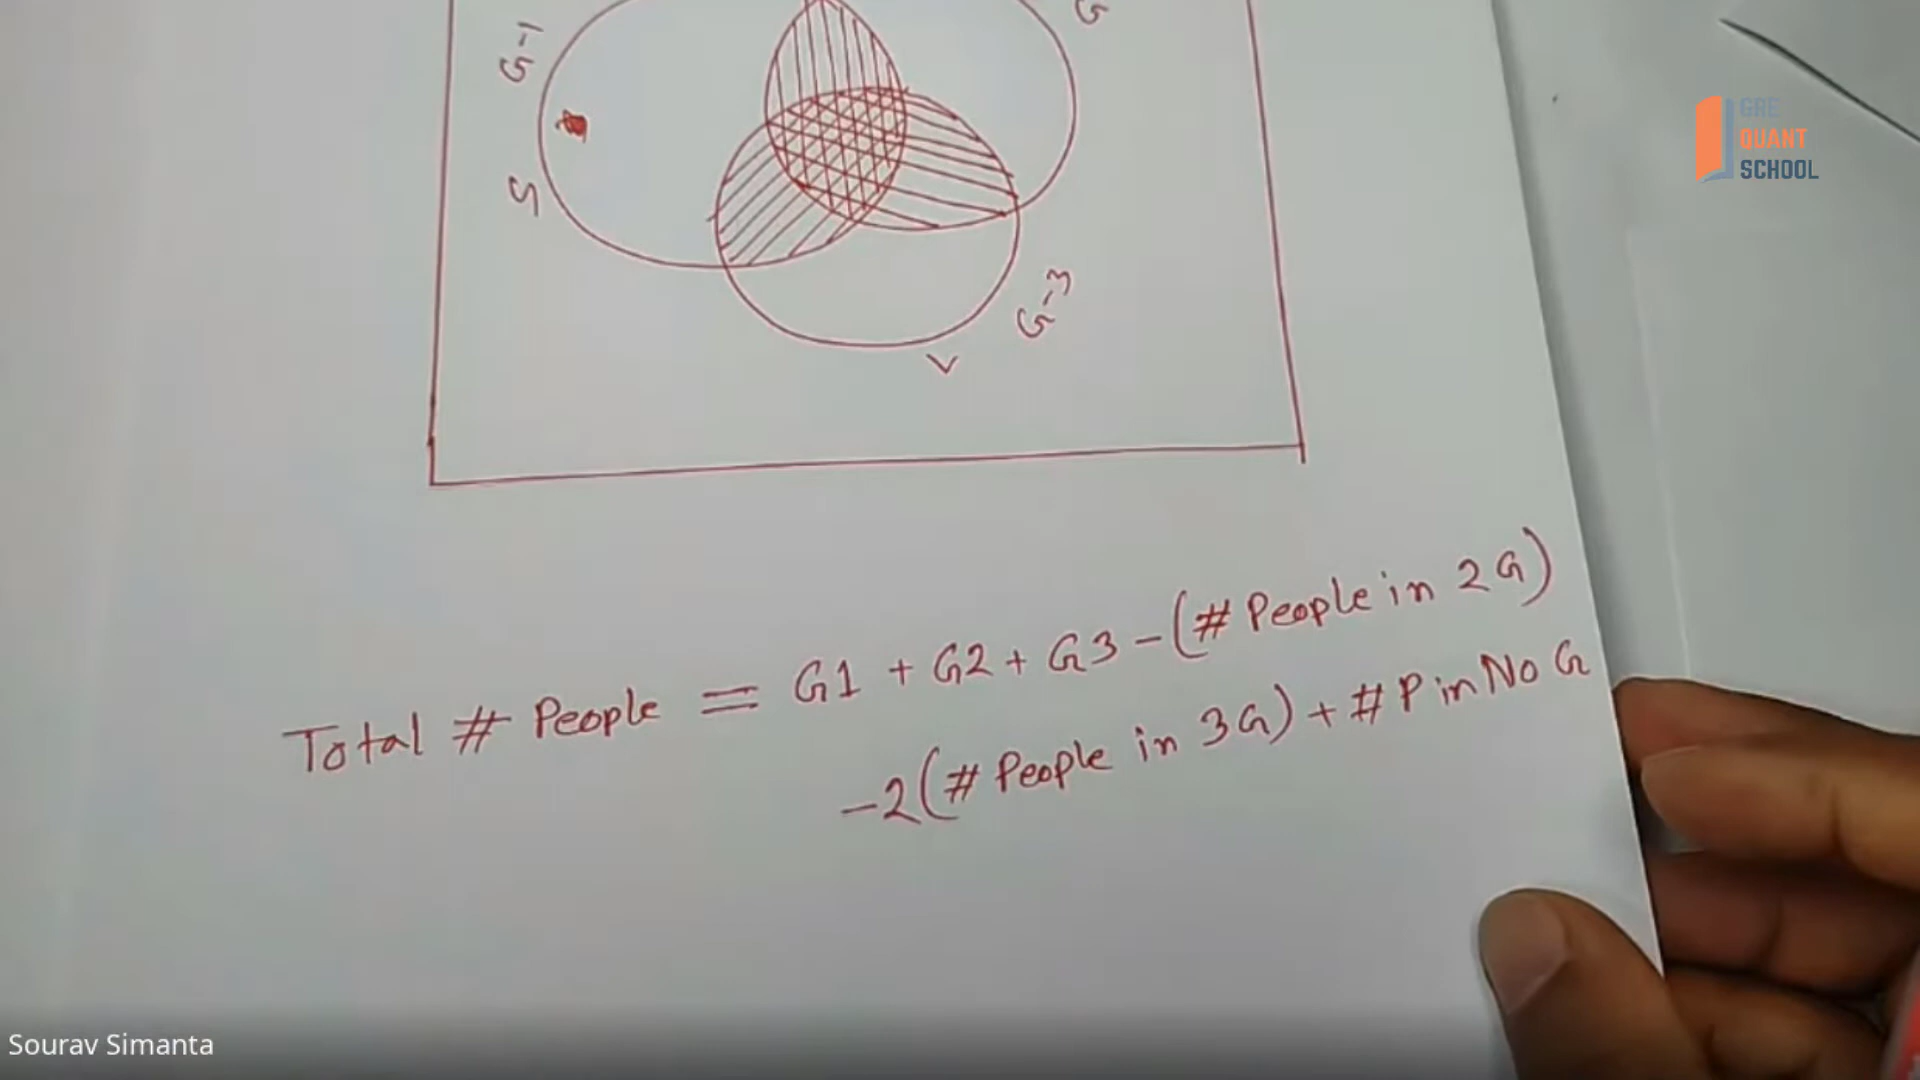 G-1
G
GRE
QUANT
SCHOOL
S
G-3
V
Total # People = G1 + G2 + G3 - (# People in 2G)
-2(# People in 3G) + # P in No G
Sourav Simanta